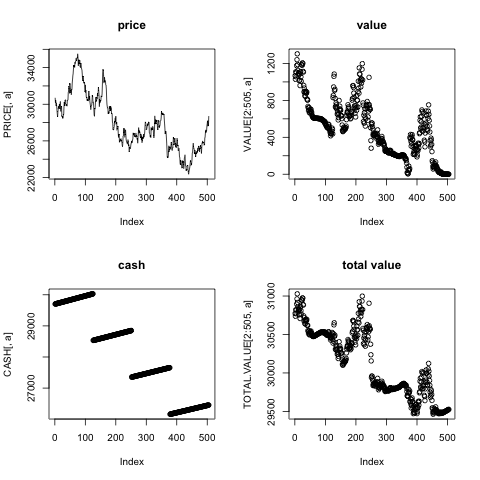 price
PRICE[, a]
22000 26000 30000 34000
0 100 200 300 400 500
Index
value
VALUE[2:505, a]
0 400 800 1200
0 100 200 300 400 500
Index
cash
CASH[, a]
27000 29000
0 100 200 300 400 500
Index
total value
TOTAL.VALUE[2:505, a]
29500 30000 30500 31000
0 100 200 300 400 500
Index